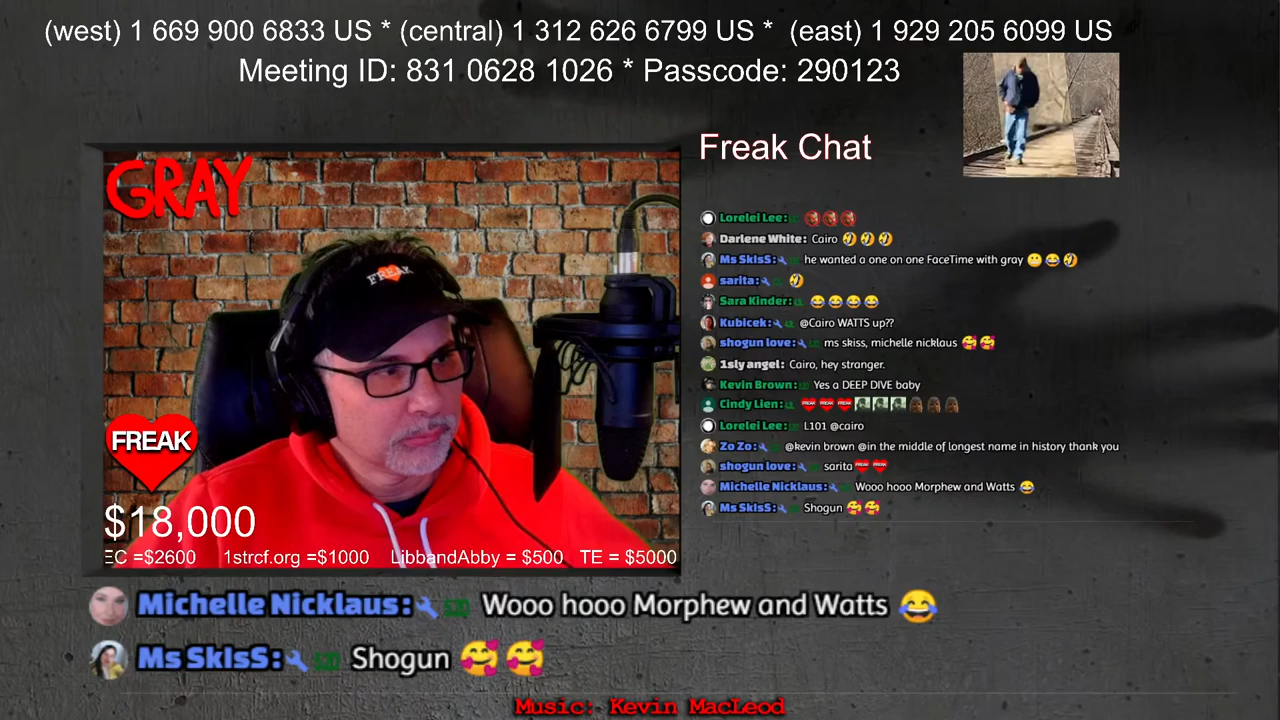 (west) 1 669 900 6833 US * (central) 1 312 626 6799 US * (east) 1 929 205 6099 US
Meeting ID: 831 0628 1026 * Passcode: 290123
Freak Chat
GRAY
FREAK
FREAK
$18,000
EC =$2600 1strcf.org =$1000 LibbandAbby = $500 TE = $5000
Lorelei Lee:
Darlene White: Cairo 🤣🤣🤣
Ms SkisS: he wanted a one on one FaceTime with gray 😬😂🤣
sarita: 🤣
Sara Kinder: 😂😂😂😂
Kubicek: @Cairo WATTS up??
shogun love: ms skiss, michelle nicklaus 🥰🥰
1sly angel: Cairo, hey stranger.
Kevin Brown: Yes a DEEP DIVE baby
Cindy Lien: FREAK FREAK FREAK
Lorelei Lee: L101 @cairo
Zo Zo: @kevin brown @in the middle of longest name in history thank you
shogun love: sarita FREAK FREAK
Michelle Nicklaus: Wooo hooo Morphew and Watts 😂
Ms SkisS: Shogun 🥰🥰
Michelle Nicklaus: Wooo hooo Morphew and Watts 😂
Ms SkisS: Shogun 🥰🥰
Music: Kevin MacLeod